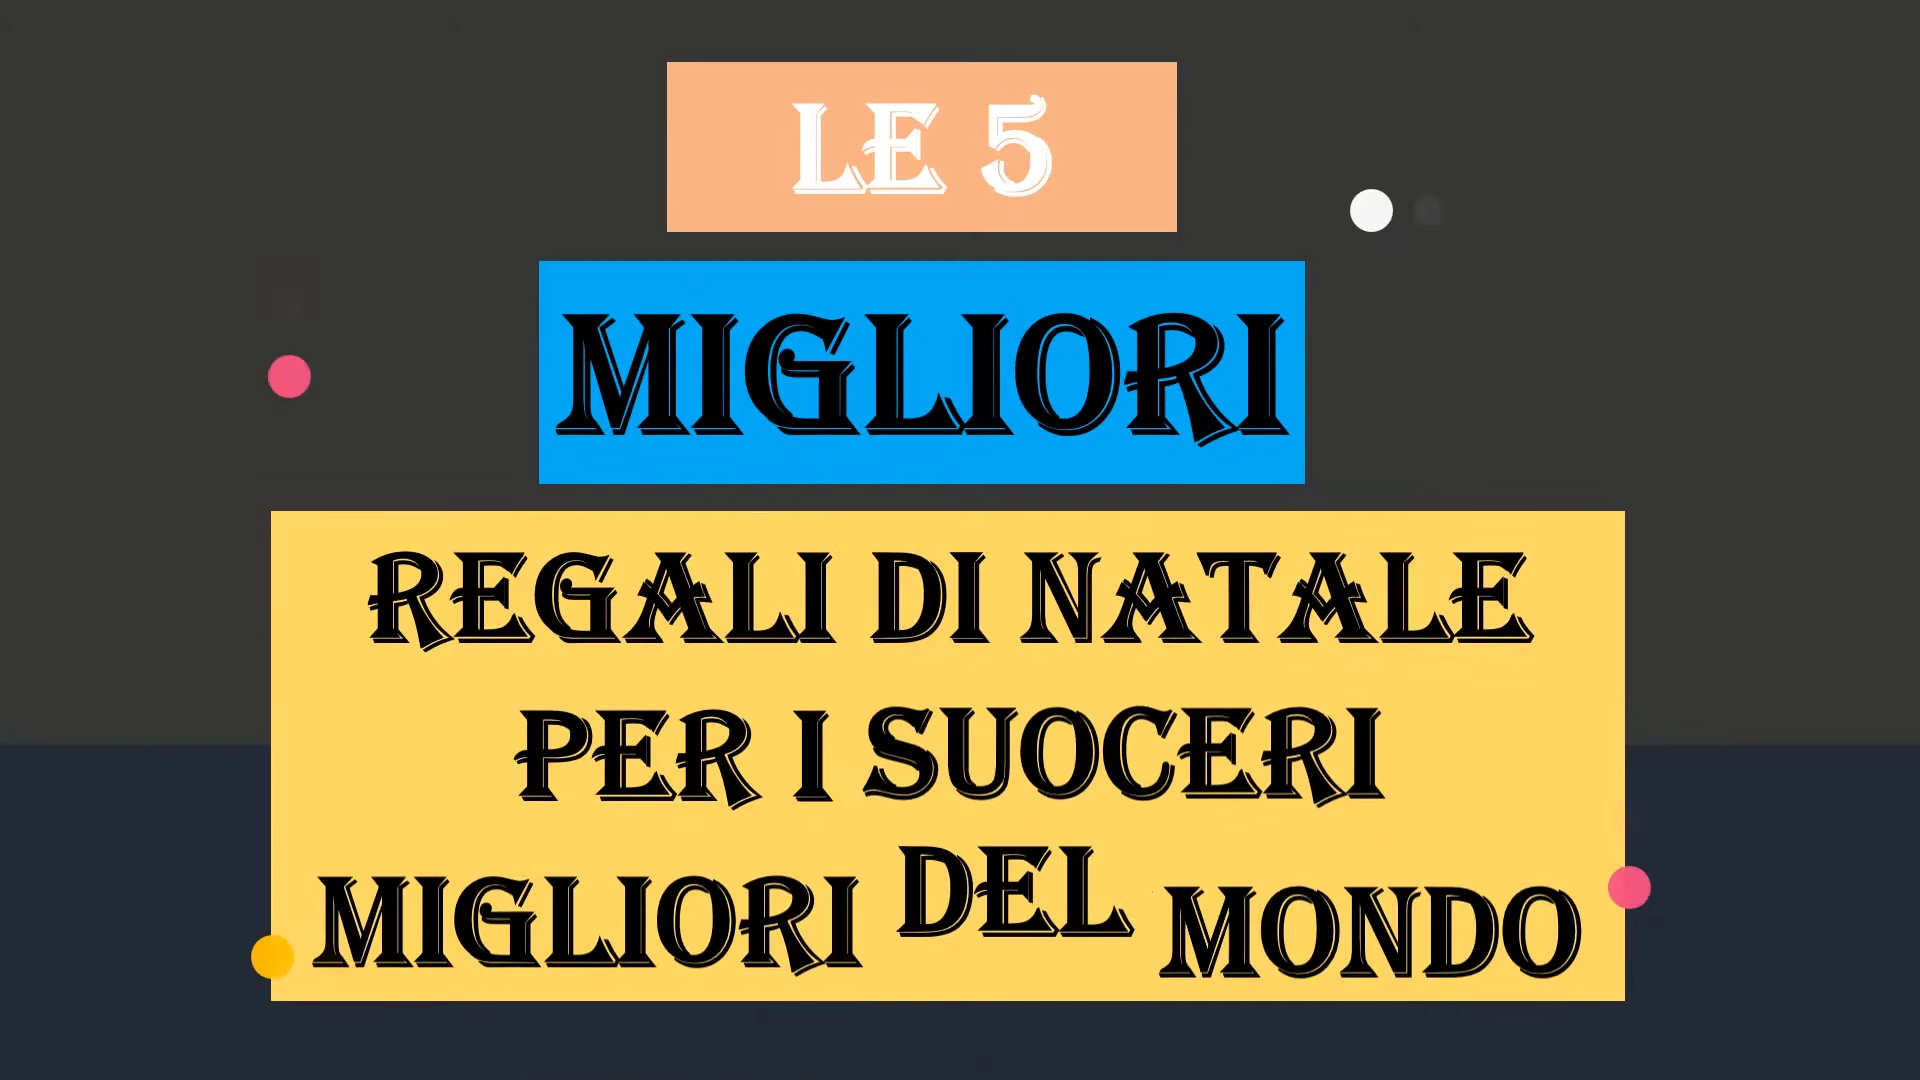 LE 5
MIGLIORI
REGALI DI NATALE
PER I SUOCERI
MIGLIORI DEL MONDO